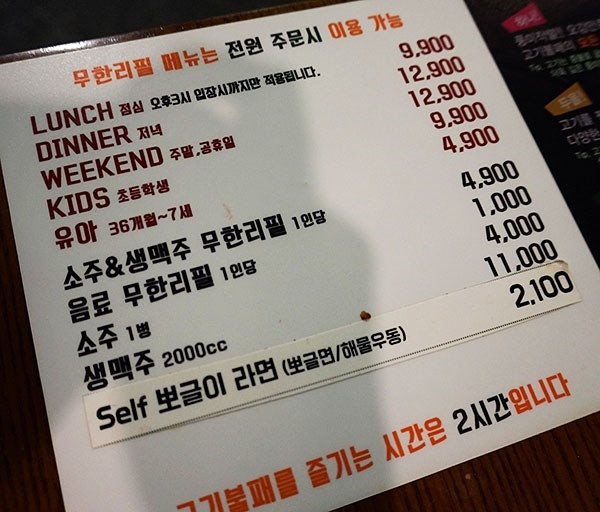 무한리필 메뉴는 전원 주문시 이용 가능
LUNCH 점심 오후3시 입장시까지만 적용됩니다. 9,900
DINNER 저녁 12,900
WEEKEND 주말,공휴일 12,900
KIDS 초등학생 9,900
유아 36개월~7세 4,900
소주&생맥주 무한리필 1인당 4,900
음료 무한리필 1인당 1,000
소주 1병 4,000
생맥주 2000cc 11,000
Self 뽀글이 라면 (뽀글면/해물우동) 2,100
고기불패를 즐기는 시간은 2시간입니다